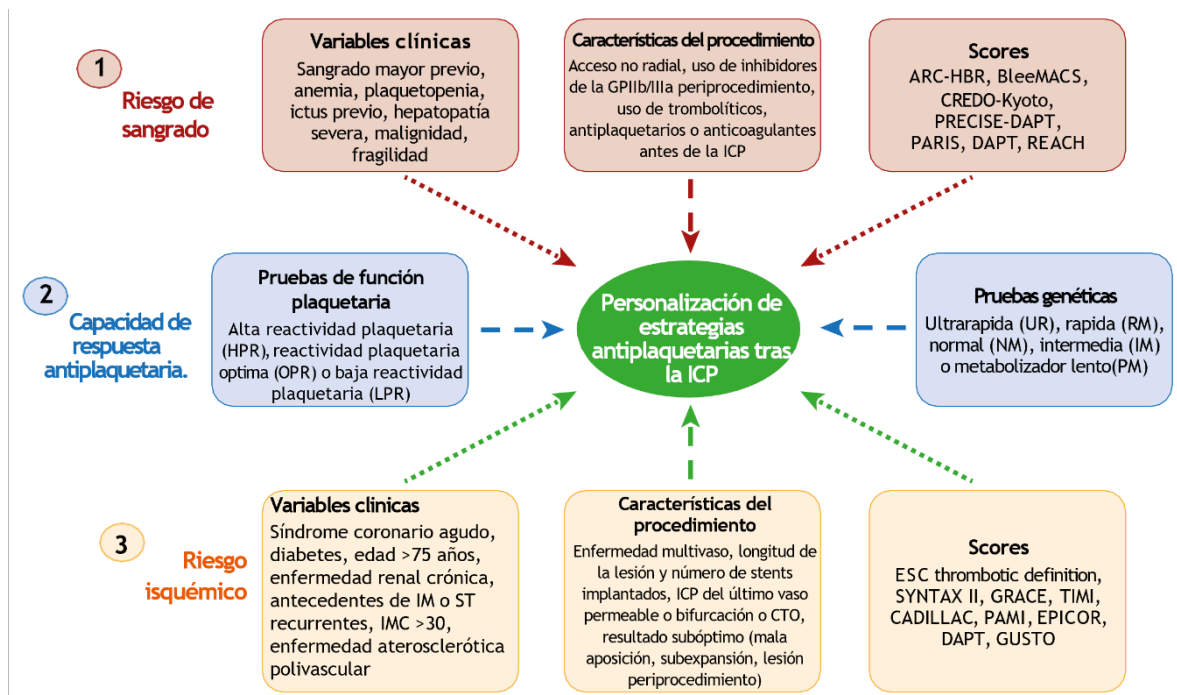 1
Riesgo de
sangrado
Variables clínicas
Sangrado mayor previo,
anemia, plaquetopenia,
ictus previo, hepatopatía
severa, malignidad,
fragilidad
Características del procedimiento
Acceso no radial, uso de inhibidores
de la GPIIb/IIIa periprocedimiento,
uso de trombolíticos,
antiplaquetarios o anticoagulantes
antes de la ICP
Scores
ARC-HBR, BleeMACS,
CREDO-Kyoto,
PRECISE-DAPT,
PARIS, DAPT, REACH
2
Capacidad de
respuesta
antiplaquetaria.
Pruebas de función
plaquetaria
Alta reactividad plaquetaria
(HPR), reactividad plaquetaria
optima (OPR) o baja reactividad
plaquetaria (LPR)
Personalización de
estrategias
antiplaquetarias tras
la ICP
Pruebas genéticas
Ultrarapida (UR), rapida (RM),
normal (NM), intermedia (IM)
o metabolizador lento(PM)
3
Riesgo
isquémico
Variables clinicas
Síndrome coronario agudo,
diabetes, edad >75 años,
enfermedad renal crónica,
antecedentes de IM o ST
recurrentes, IMC >30,
enfermedad aterosclerótica
polivascular
Características del
procedimiento
Enfermedad multivaso, longitud de
la lesión y número de stents
implantados, ICP del último vaso
permeable o bifurcación o CTO,
resultado subóptimo (mala
aposición, subexpansión, lesión
periprocedimiento)
Scores
ESC thrombotic definition,
SYNTAX II, GRACE, TIMI,
CADILLAC, PAMI, EPICOR,
DAPT, GUSTO